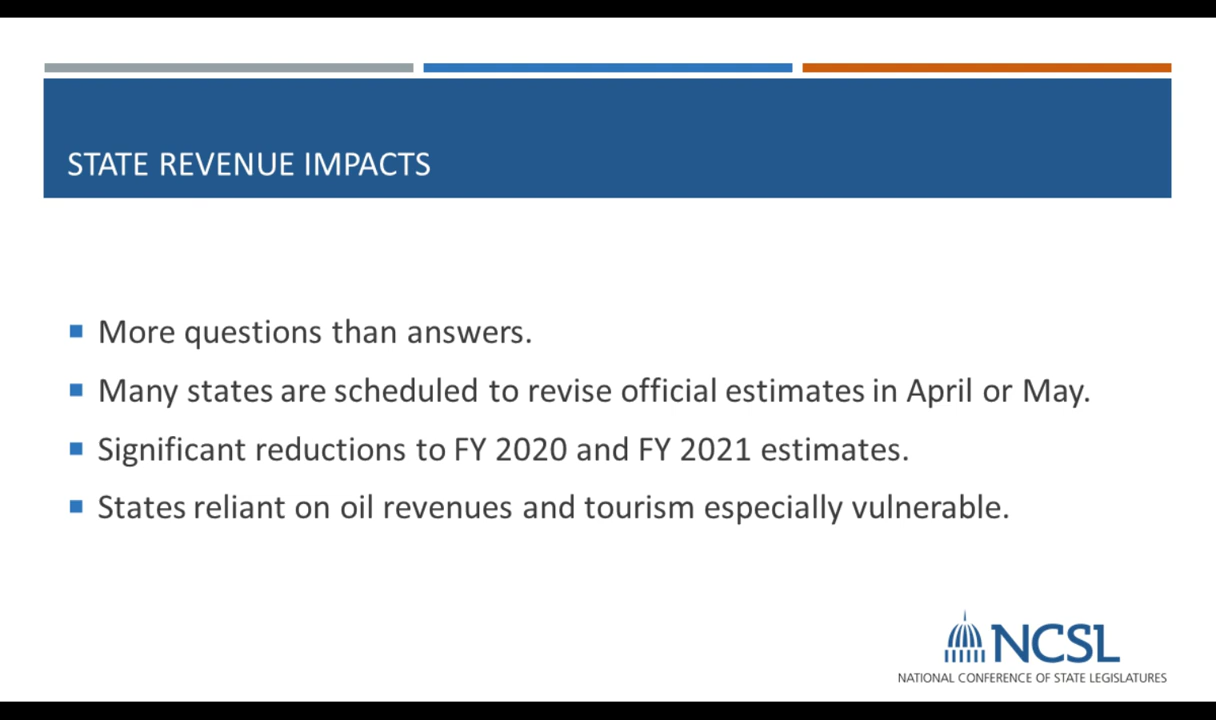 STATE REVENUE IMPACTS
More questions than answers.
Many states are scheduled to revise official estimates in April or May.
Significant reductions to FY 2020 and FY 2021 estimates.
States reliant on oil revenues and tourism especially vulnerable.
NCSL
NATIONAL CONFERENCE OF STATE LEGISLATURES